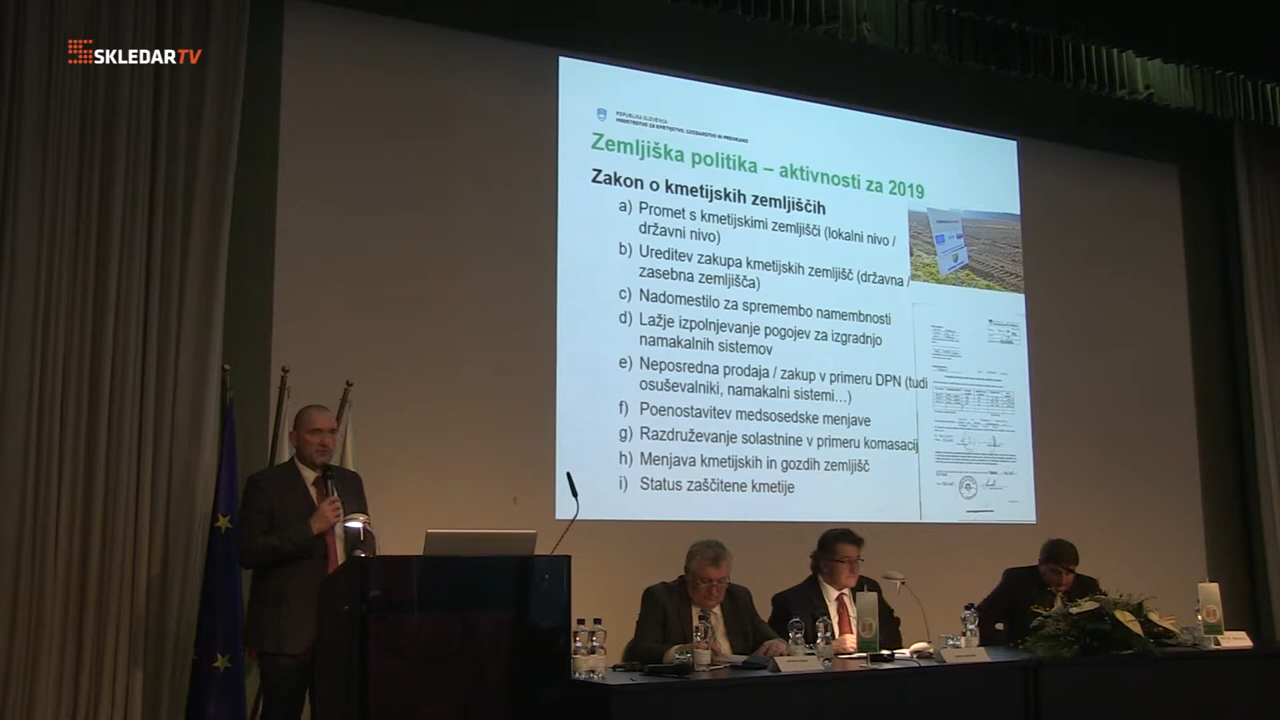 SKLEDARTV
REPUBLIKA SLOVENIJA
MINISTRSTVO ZA KMETIJSTVO, GOZDARSTVO IN PREHRANO
Zemljiška politika – aktivnosti za 2019
Zakon o kmetijskih zemljiščih
a) Promet s kmetijskimi zemljišči (lokalni nivo /
državni nivo)
b) Ureditev zakupa kmetijskih zemljišč (državna /
zasebna zemljišča)
c) Nadomestilo za spremembo namembnosti
d) Lažje izpolnjevanje pogojev za izgradnjo
namakalnih sistemov
e) Neposredna prodaja / zakup v primeru DPN (tudi
osuševalniki, namakalni sistemi…)
f) Poenostavitev medsosedske menjave
g) Razdruževanje solastnine v primeru komasacij
h) Menjava kmetijskih in gozdih zemljišč
i) Status zaščitene kmetije